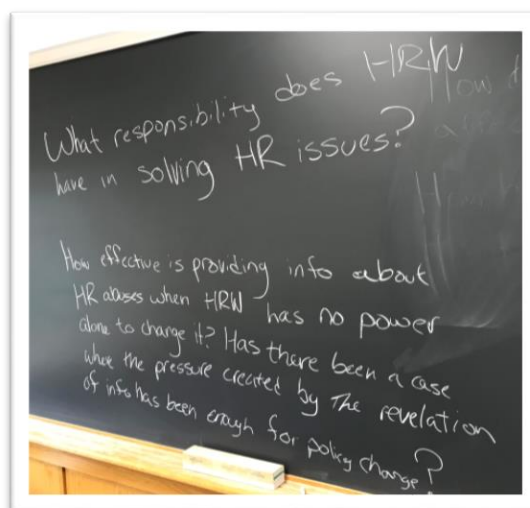 What responsibility does HRW
have in solving HR issues?
How effective is providing info about
HR abuses when HRW has no power
alone to change it? Has there been a case
where the pressure created by the revelation
of info has been enough for policy change?
How